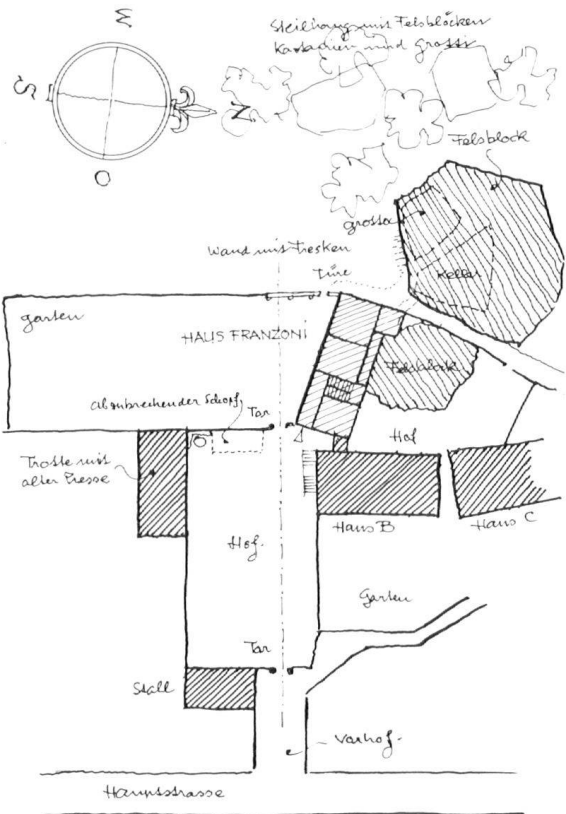 W
S
N
O
Steilhang mit Felsblöcken
Kastanien und grotti
Felsblock
grotto
Keller
Wand mit Fresken
Türe
garten
HAUS FRANZONI
Felsblock
abzubrechender Schopf
Tor
Hof
Trotte mit
alter Presse
Haus B
Haus C
Hof.
Garten
Tor
Stall
Vorhof.
Hauptstrasse